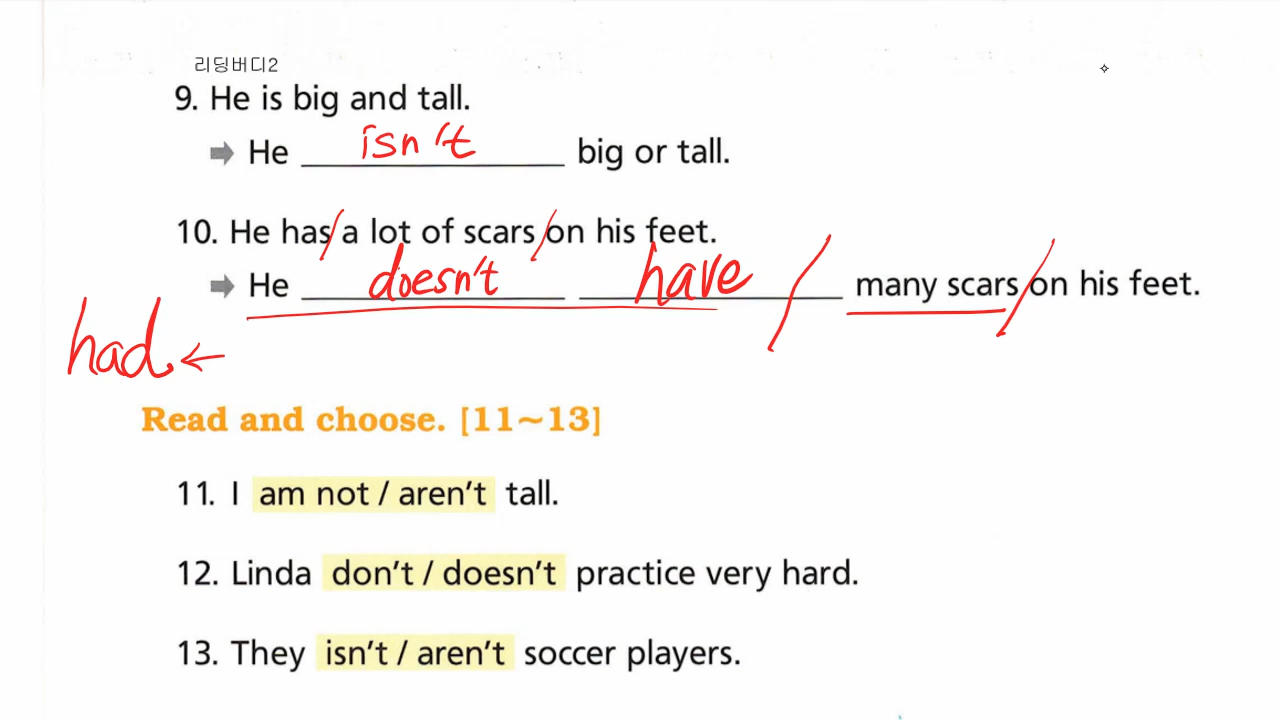 리딩버디2
9. He is big and tall.
➡ He isn't big or tall.
10. He has/a lot of scars/on his feet.
➡ He doesn't have / many scars/on his feet.
had. ←
Read and choose. [11~13]
11. I am not / aren't tall.
12. Linda don't / doesn't practice very hard.
13. They isn't / aren't soccer players.